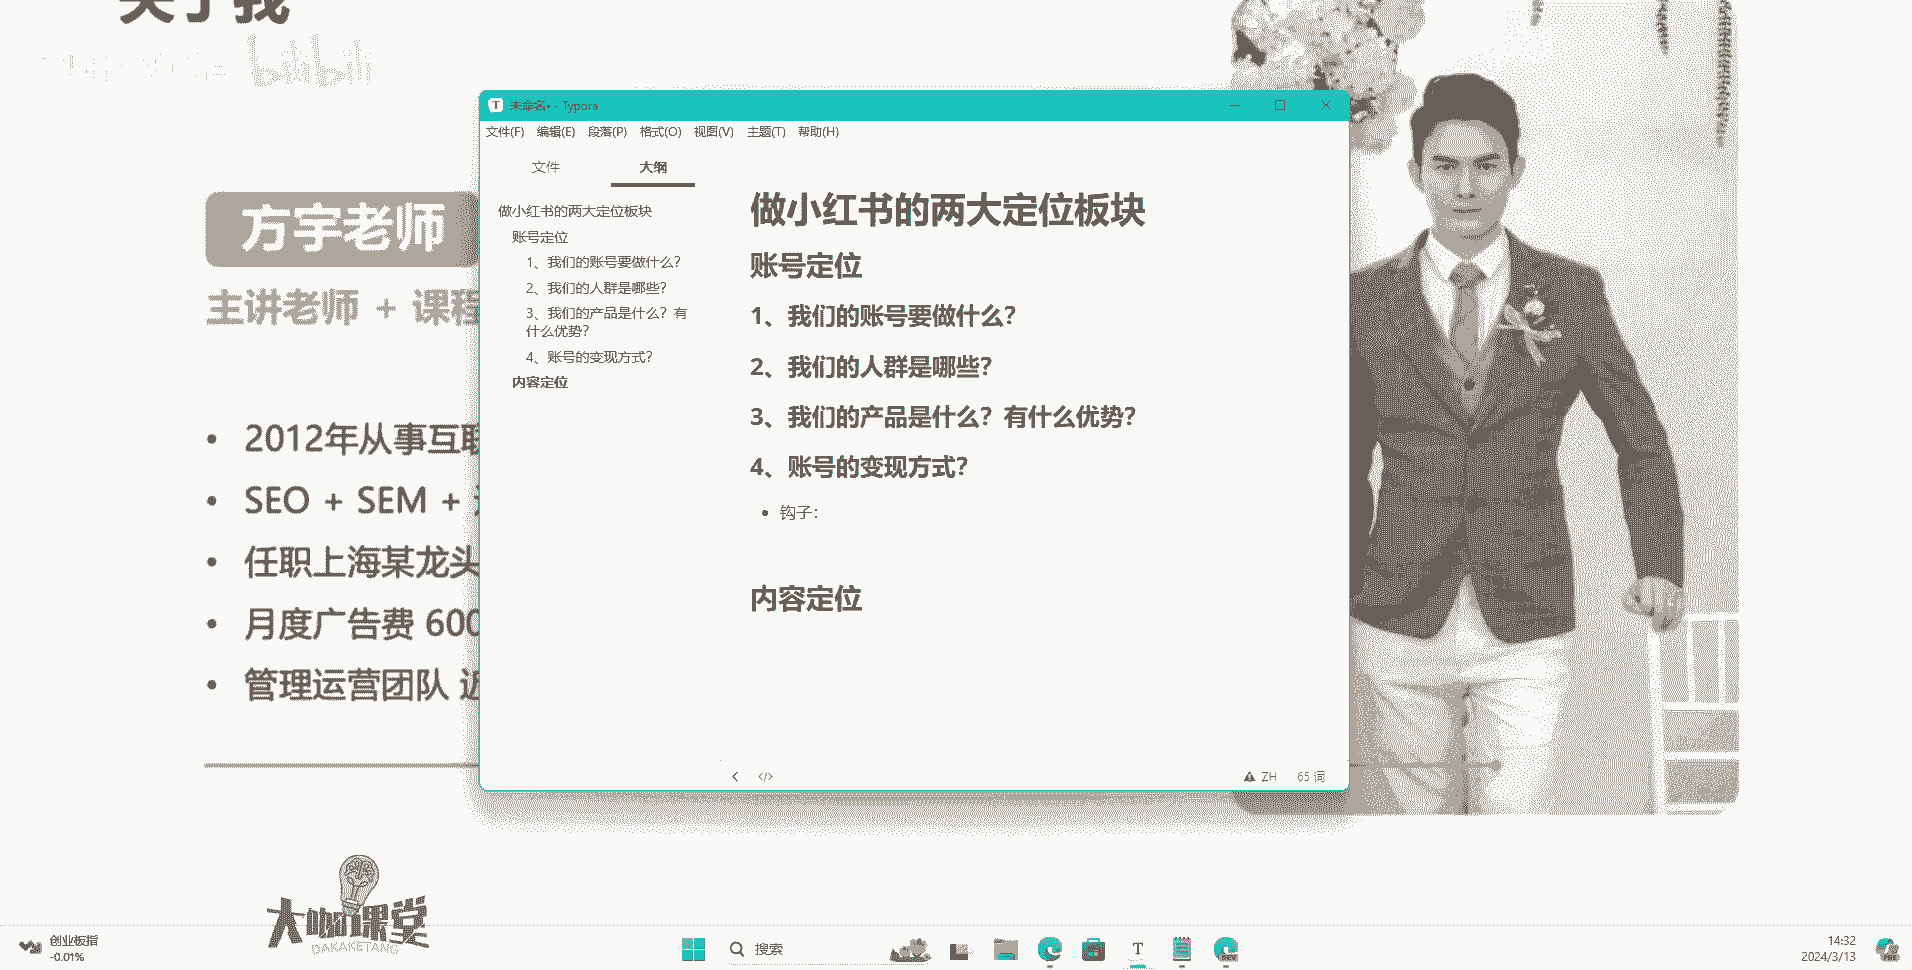 关于我
bilibili
方宇老师
主讲老师 + 课程
2012年从事互联
SEO + SEM +
任职上海某龙头
月度广告费 600
管理运营团队 近
未命名• - Typora
文件(F) 编辑(E) 段落(P) 格式(O) 视图(V) 主题(T) 帮助(H)
文件 大纲
做小红书的两大定位板块
账号定位
1、我们的账号要做什么?
2、我们的人群是哪些?
3、我们的产品是什么?有
什么优势?
4、账号的变现方式?
内容定位
做小红书的两大定位板块
账号定位
1、我们的账号要做什么?
2、我们的人群是哪些?
3、我们的产品是什么?有什么优势?
4、账号的变现方式?
钩子:
内容定位
ZH 65 词
大咖课堂
DAKAKETANG
创业板指
-0.01%
搜索
DEV
14:32
2024/3/13
PRE